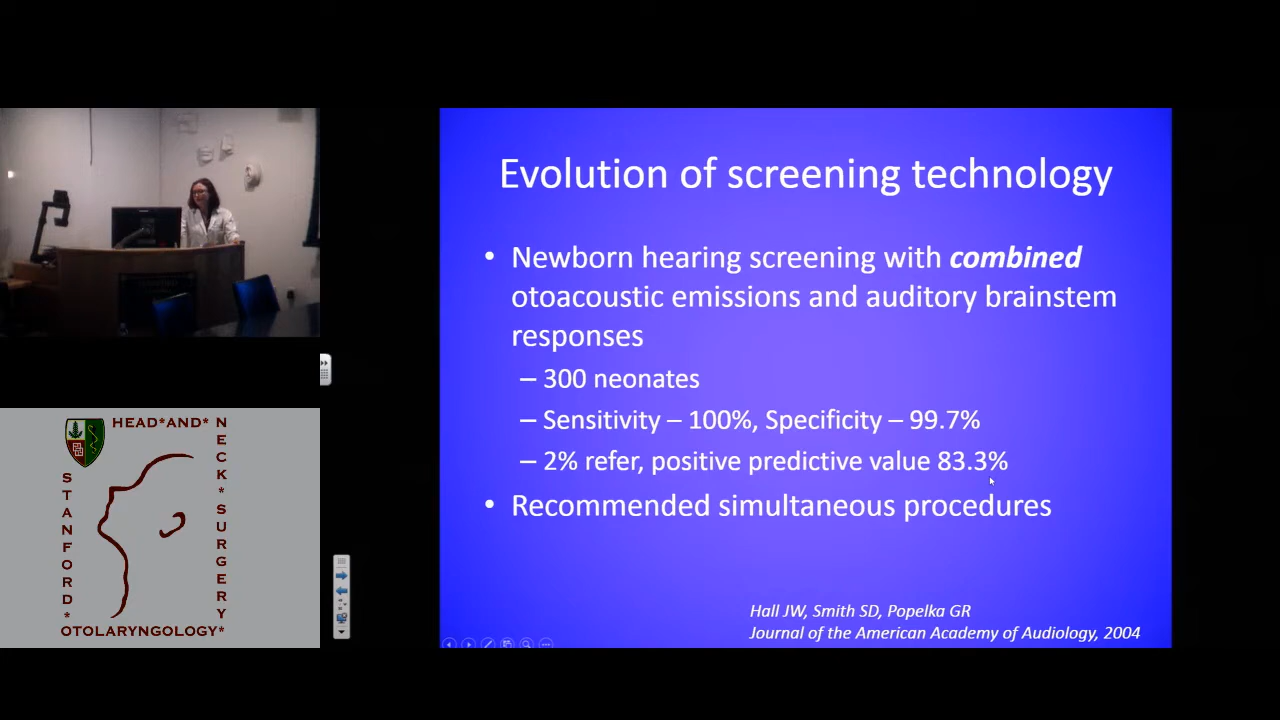 Evolution of screening technology
• Newborn hearing screening with combined
otoacoustic emissions and auditory brainstem
responses
– 300 neonates
– Sensitivity – 100%, Specificity – 99.7%
– 2% refer, positive predictive value 83.3%
• Recommended simultaneous procedures
Hall JW, Smith SD, Popelka GR
Journal of the American Academy of Audiology, 2004
HEAD*AND*
NECK*SURGERY*
STANFORD*
OTOLARYNGOLOGY*